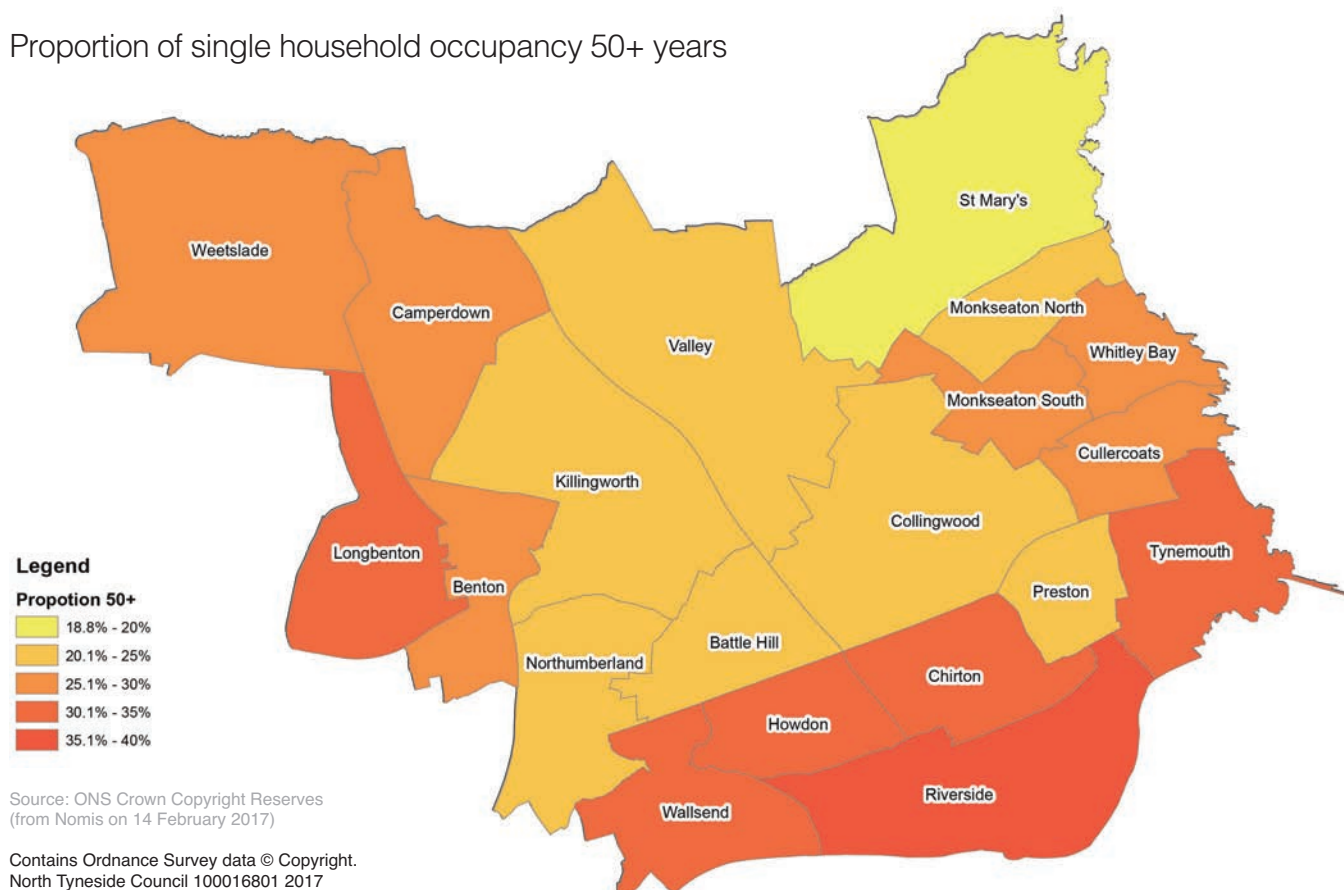 Proportion of single household occupancy 50+ years
St Mary's
Weetslade
Monkseaton North
Camperdown
Valley
Whitley Bay
Monkseaton South
Cullercoats
Killingworth
Collingwood
Longbenton
Tynemouth
Benton
Preston
Battle Hill
Northumberland
Chirton
Howdon
Riverside
Wallsend
Legend
Propotion 50+
18.8% - 20%
20.1% - 25%
25.1% - 30%
30.1% - 35%
35.1% - 40%
Source: ONS Crown Copyright Reserves
(from Nomis on 14 February 2017)
Contains Ordnance Survey data © Copyright.
North Tyneside Council 100016801 2017